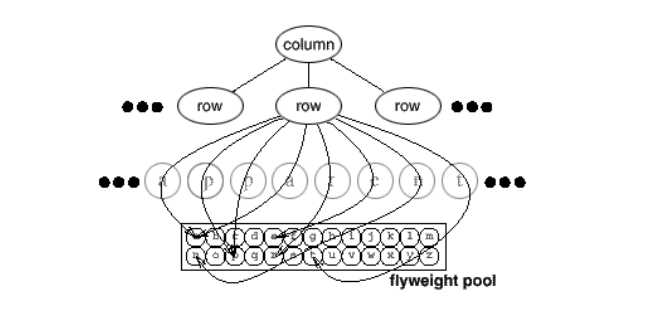 column
row row row
a p p a r e n t
b c d e f g h i j k l m
n o q r s t u v w x y z
flyweight pool